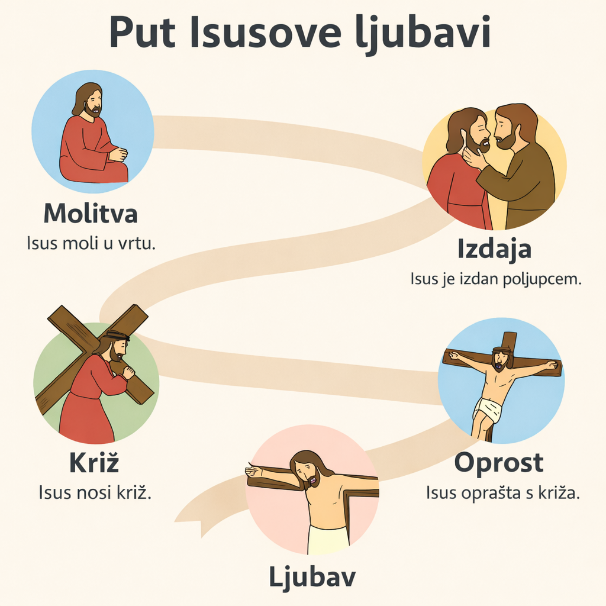 Put Isusove ljubavi
Molitva
Isus moli u vrtu.
Izdaja
Isus je izdan poljupcem.
Križ
Isus nosi križ.
Oprost
Isus oprašta s križa.
Ljubav